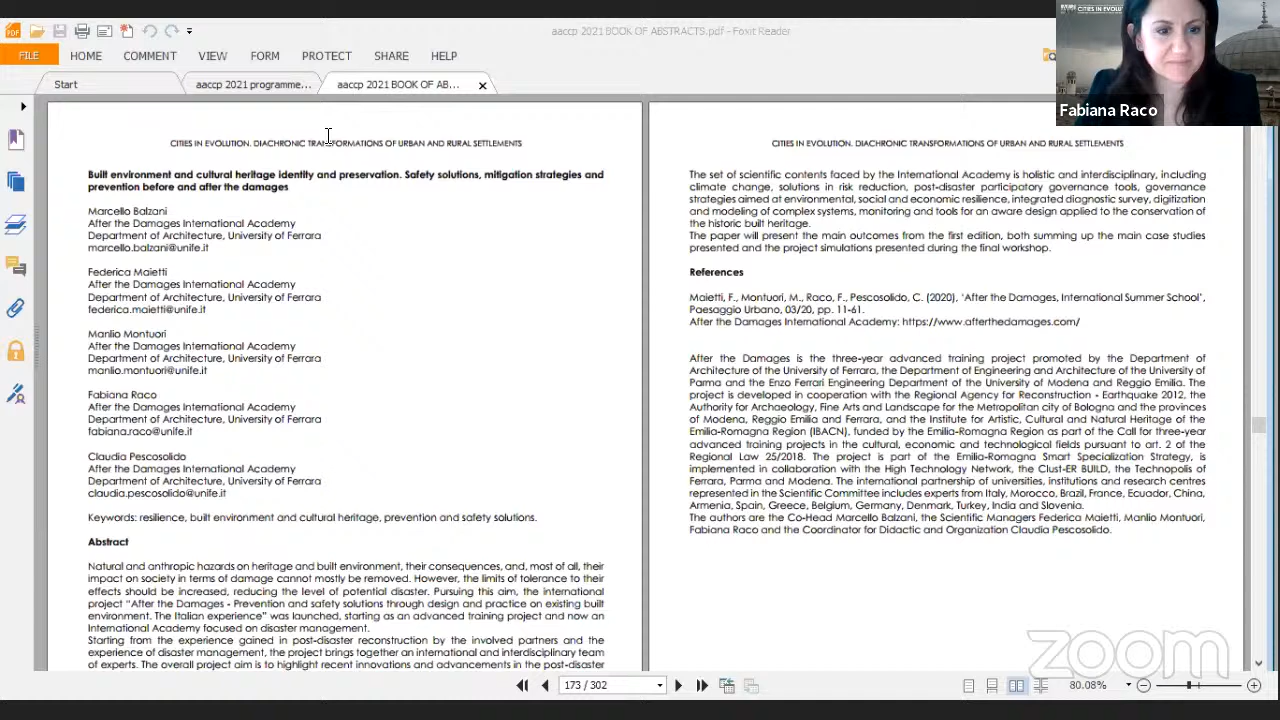 aaccp 2021 BOOK OF ABSTRACTS.pdf - Foxit Reader
CITIES IN EVOLUTION
FILE HOME COMMENT VIEW FORM PROTECT SHARE HELP
Start aaccp 2021 programme... aaccp 2021 BOOK OF AB...
Fabiana Raco
CITIES IN EVOLUTION. DIACHRONIC TRANSFORMATIONS OF URBAN AND RURAL SETTLEMENTS
Built environment and cultural heritage identity and preservation. Safety solutions, mitigation strategies and
prevention before and after the damages
Marcello Balzani
After the Damages International Academy
Department of Architecture, University of Ferrara
marcello.balzani@unife.it
Federica Maietti
After the Damages International Academy
Department of Architecture, University of Ferrara
federica.maietti@unife.it
Manlio Montuori
After the Damages International Academy
Department of Architecture, University of Ferrara
manlio.montuori@unife.it
Fabiana Raco
After the Damages International Academy
Department of Architecture, University of Ferrara
fabiana.raco@unife.it
Claudia Pescosolido
After the Damages International Academy
Department of Architecture, University of Ferrara
claudia.pescosolido@unife.it
Keywords: resilience, built environment and cultural heritage, prevention and safety solutions.
Abstract
Natural and anthropic hazards on heritage and built environment, their consequences, and, most of all, their
impact on society in terms of damage cannot mostly be removed. However, the limits of tolerance to their
effects should be increased, reducing the level of potential disaster. Pursuing this aim, the international
project "After the Damages - Prevention and safety solutions through design and practice on existing built
environment. The Italian experience" was launched, starting as an advanced training project and now an
International Academy focused on disaster management.
Starting from the experience gained in post-disaster reconstruction by the involved partners and the
experience of disaster management, the project brings together an international and interdisciplinary team
of experts. The overall project aim is to highlight recent innovations and advancements in the post-disaster
CITIES IN EVOLUTION. DIACHRONIC TRANSFORMATIONS OF URBAN AND RURAL SETTLEMENTS
The set of scientific contents faced by the International Academy is holistic and interdisciplinary, including
climate change, solutions in risk reduction, post-disaster participatory governance tools, governance
strategies aimed at environmental, social and economic resilience, integrated diagnostic survey, digitization
and modeling of complex systems, monitoring and tools for an aware design applied to the conservation of
the historic built heritage.
The paper will present the main outcomes from the first edition, both summing up the main case studies
presented and the project simulations presented during the final workshop.
References
Maietti, F., Montuori, M., Raco, F., Pescosolido, C. (2020), 'After the Damages, International Summer School',
Paesaggio Urbano, 03/20, pp. 11-61.
After the Damages International Academy: https://www.afterthedamages.com/
After the Damages is the three-year advanced training project promoted by the Department of
Architecture of the University of Ferrara, the Department of Engineering and Architecture of the University of
Parma and the Enzo Ferrari Engineering Department of the University of Modena and Reggio Emilia. The
project is developed in cooperation with the Regional Agency for Reconstruction - Earthquake 2012, the
Authority for Archaeology, Fine Arts and Landscape for the Metropolitan city of Bologna and the provinces
of Modena, Reggio Emilia and Ferrara, and the Institute for Artistic, Cultural and Natural Heritage of the
Emilia-Romagna Region (IBACN), funded by the Emilia-Romagna Region as part of the Call for three-year
advanced training projects in the cultural, economic and technological fields pursuant to art. 2 of the
Regional Law 25/2018. The project is part of the Emilia-Romagna Smart Specialization Strategy, is
implemented in collaboration with the High Technology Network, the Clust-ER BUILD, the Technopolis of
Ferrara, Parma and Modena. The international partnership of universities, institutions and research centres
represented in the Scientific Committee includes experts from Italy, Morocco, Brazil, France, Ecuador, China,
Armenia, Spain, Greece, Belgium, Germany, Denmark, Turkey, India and Slovenia.
The authors are the Co-Head Marcello Balzani, the Scientific Managers Federica Maietti, Manlio Montuori,
Fabiana Raco and the Coordinator for Didactic and Organization Claudia Pescosolido.
zoom
173 / 302
80.08%